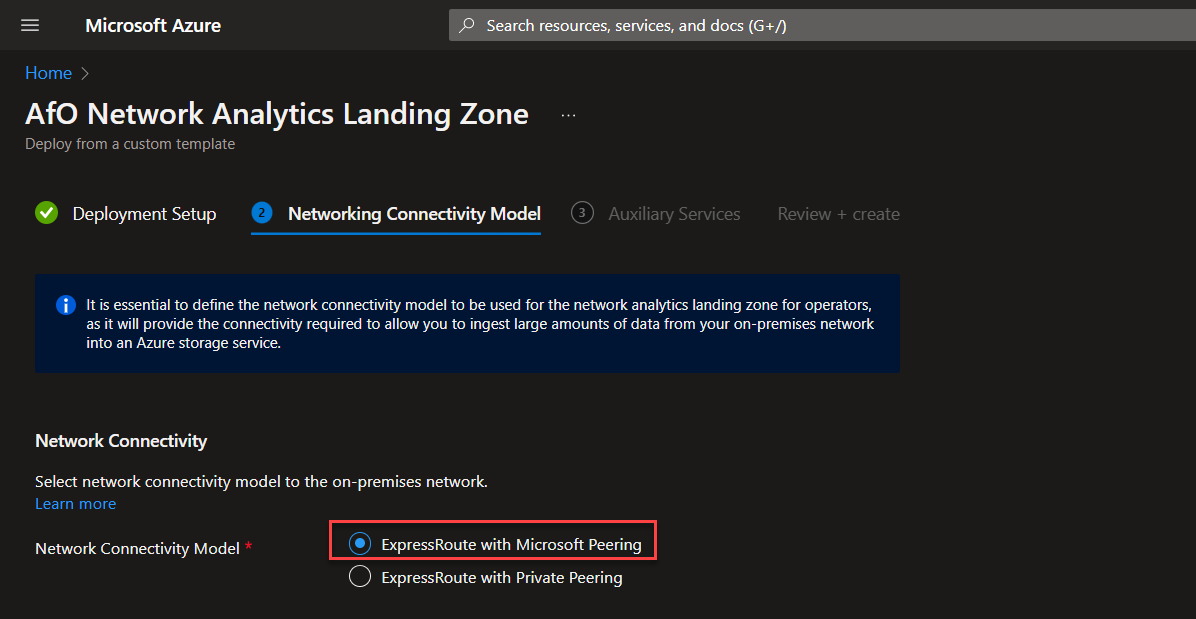 Microsoft Azure
Search resources, services, and docs (G+/)
Home
AfO Network Analytics Landing Zone ...
Deploy from a custom template
Deployment Setup
2 Networking Connectivity Model
3 Auxiliary Services
Review + create
It is essential to define the network connectivity model to be used for the network analytics landing zone for operators,
as it will provide the connectivity required to allow you to ingest large amounts of data from your on-premises network
into an Azure storage service.
Network Connectivity
Select network connectivity model to the on-premises network.
Learn more
Network Connectivity Model *
ExpressRoute with Microsoft Peering
ExpressRoute with Private Peering